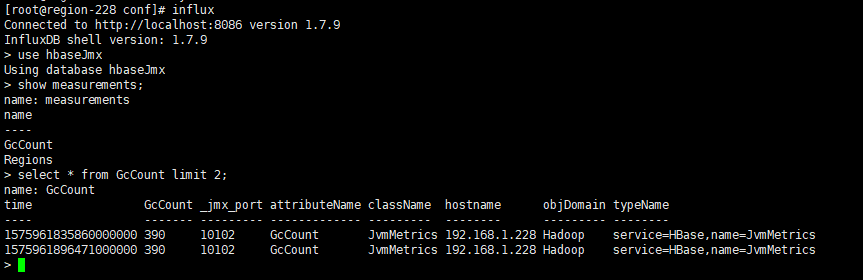 [root@region-228 conf]# influx
Connected to http://localhost:8086 version 1.7.9
InfluxDB shell version: 1.7.9
> use hbaseJmx
Using database hbaseJmx
> show measurements;
name: measurements
name
----
GcCount
Regions
> select * from GcCount limit 2;
name: GcCount
time                GcCount _jmx_port attributeName className  hostname      objDomain typeName
----                ------- --------- ------------- ---------  --------      --------- --------
1575961835860000000 390     10102     GcCount       JvmMetrics 192.168.1.228 Hadoop    service=HBase,name=JvmMetrics
1575961896471000000 390     10102     GcCount       JvmMetrics 192.168.1.228 Hadoop    service=HBase,name=JvmMetrics
>